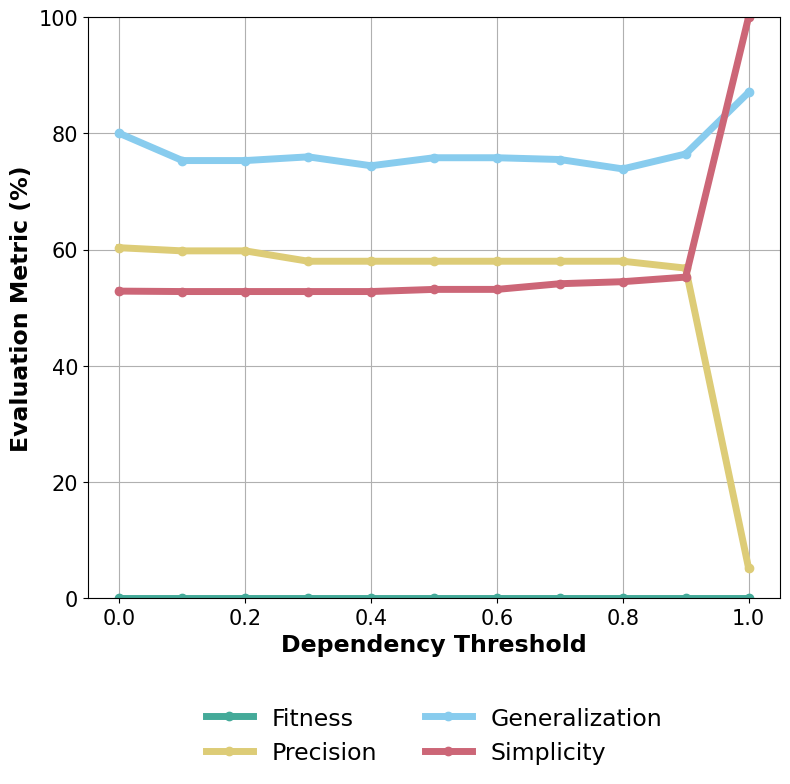 100
80
60
40
20
0
Evaluation Metric (%)
0.0 0.2 0.4 0.6 0.8 1.0
Dependency Threshold
Fitness Generalization
Precision Simplicity